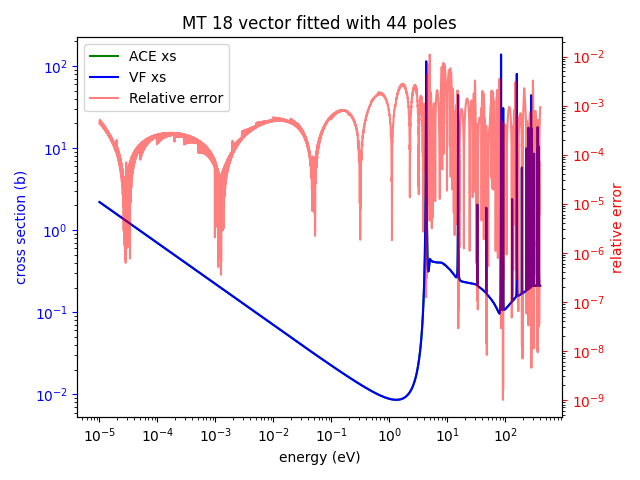 MT 18 vector fitted with 44 poles
ACE xs
VF xs
Relative error
cross section (b)
10² 10¹ 10⁰ 10⁻¹ 10⁻²
10⁻² 10⁻³ 10⁻⁴ 10⁻⁵ 10⁻⁶ 10⁻⁷ 10⁻⁸ 10⁻⁹
relative error
10⁻⁵ 10⁻⁴ 10⁻³ 10⁻² 10⁻¹ 10⁰ 10¹ 10²
energy (eV)